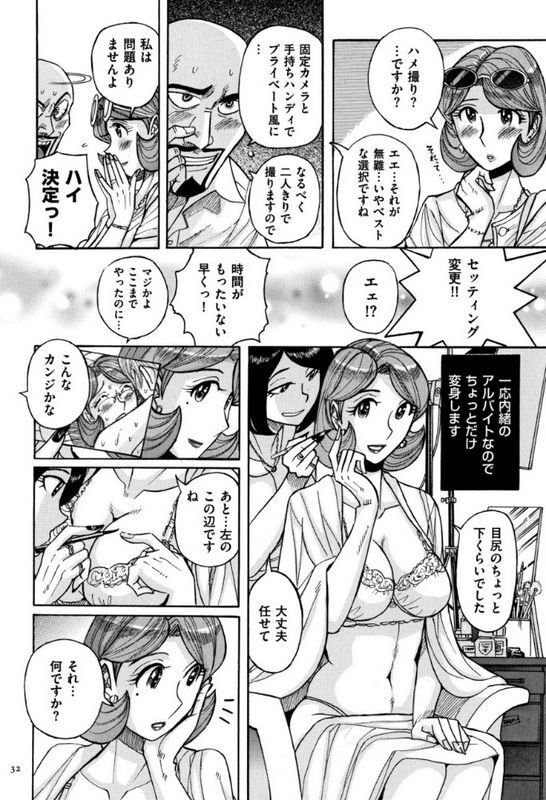 ハメ撮り？
…ですか？
それって…
エエ…それが
無難…いやベスト
な選択ですね
固定カメラと
手持ちハンディで
プライベート風に
…
なるべく
二人きりで
撮りますので
私は
問題あり
ませんよ
ハイ
決定っ！
セッティング
変更!!
エェ!?
時間が
もったいない
早くっ！
マジかよ
ここまで
やったのに…
一応内緒の
アルバイトなので
ちょっとだけ
変身します
目尻のちょっと
下くらいでした
大丈夫
任せて
こんな
カンジかな
あと…左の
この辺です
ね
それ…
何ですか？
32